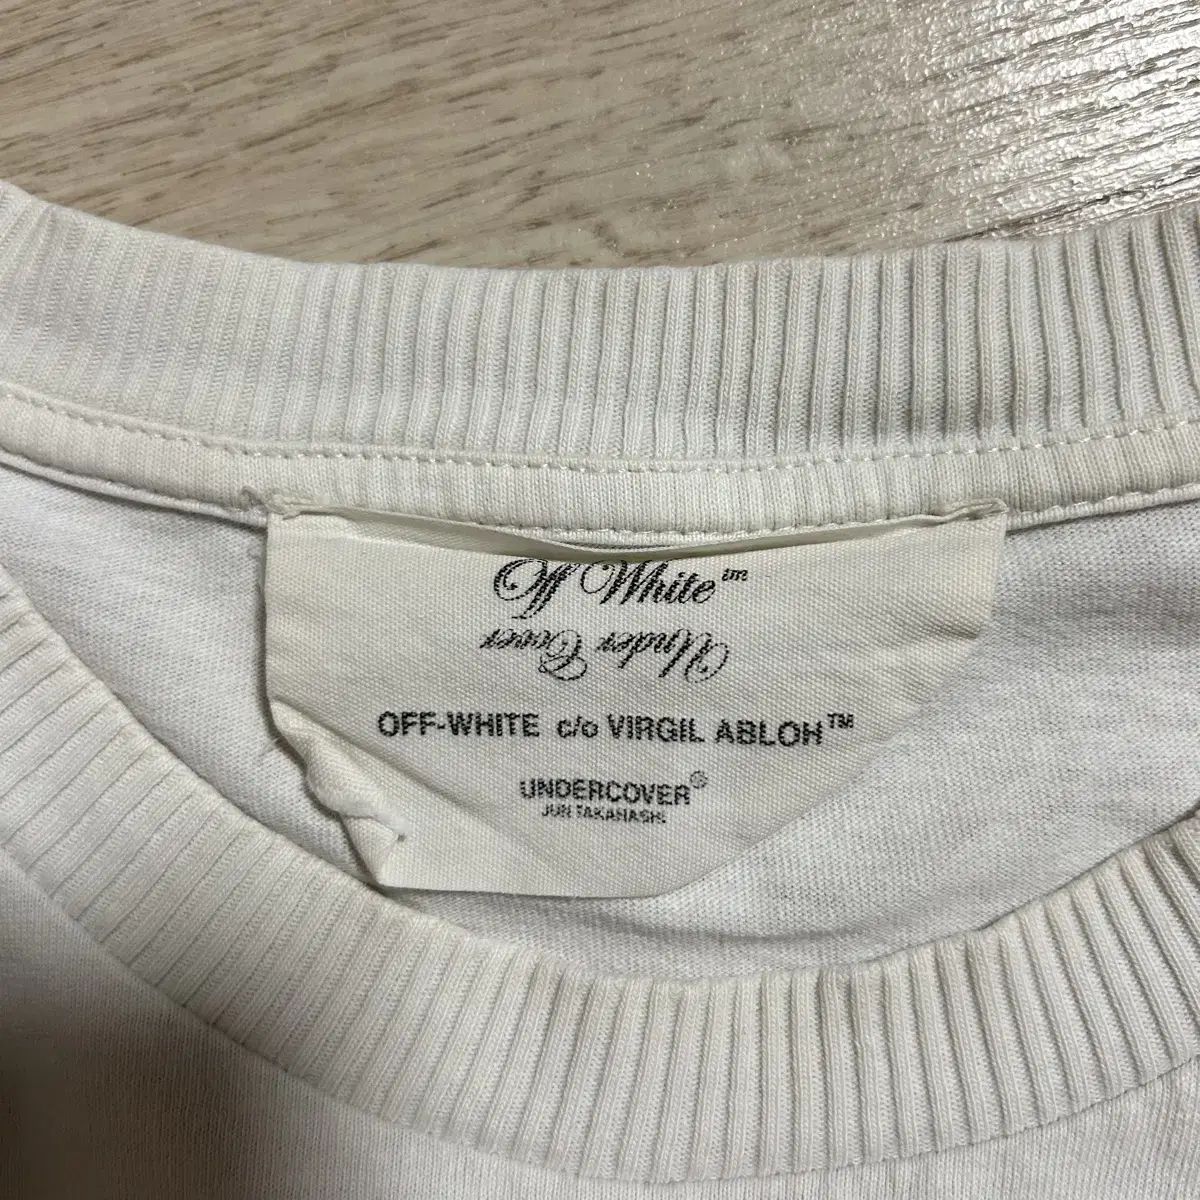 Off White™
Under Cover
OFF-WHITE c/o VIRGIL ABLOH™
UNDERCOVER®
JUN TAKAHASHI